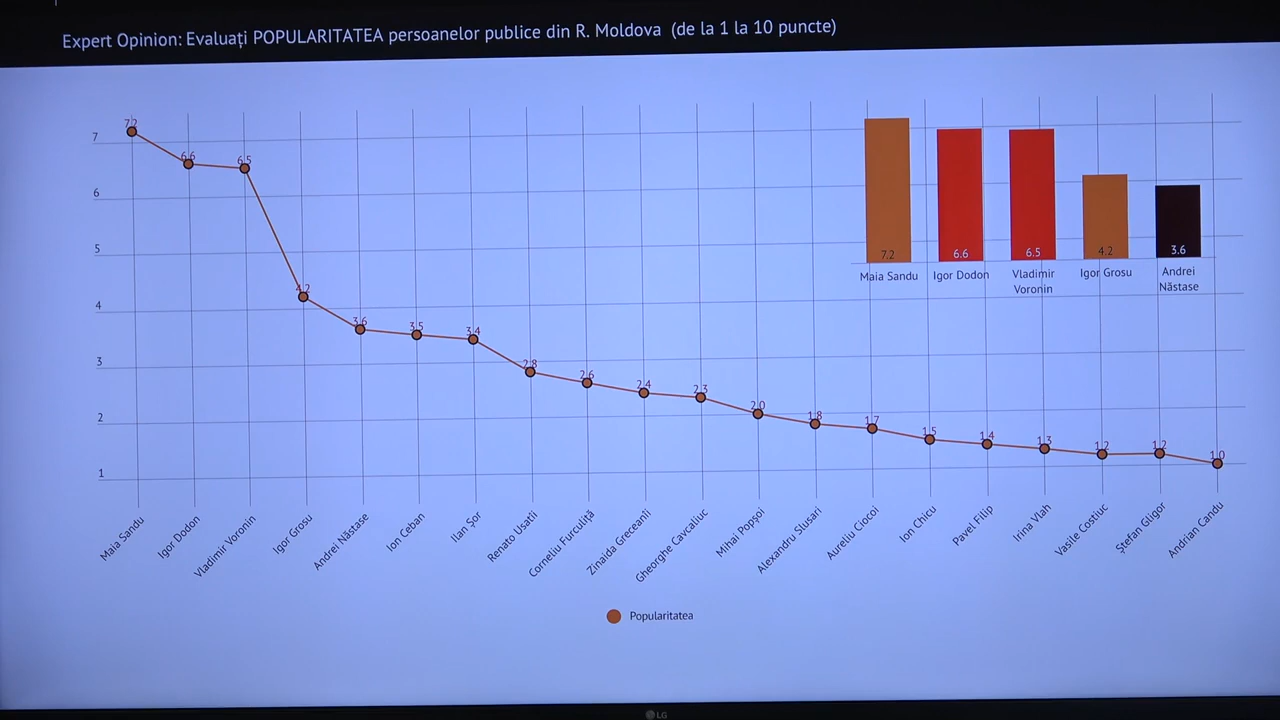 Expert Opinion: Evaluați POPULARITATEA persoanelor publice din R. Moldova (de la 1 la 10 puncte)
7
6
5
4
3
2
1
7.2
6.6
6.5
4.2
3.6
3.5
3.4
2.8
2.6
2.4
2.3
2.0
1.8
1.7
1.5
1.4
1.3
1.2
1.2
1.0
7.2
6.6
6.5
4.2
3.6
Maia Sandu
Igor Dodon
Vladimir
Voronin
Igor Grosu
Andrei
Năstase
Maia Sandu
Igor Dodon
Vladimir Voronin
Igor Grosu
Andrei Năstase
Ion Ceban
Ilan Șor
Renato Usatî
Corneliu Furculiță
Zinaida Greceanîi
Gheorghe Cavcaliuc
Mihai Popșoi
Alexandru Slusari
Aureliu Ciocoi
Ion Chicu
Pavel Filip
Irina Vlah
Vasile Costiuc
Ștefan Gligor
Adrian Candu
Popularitatea
LG